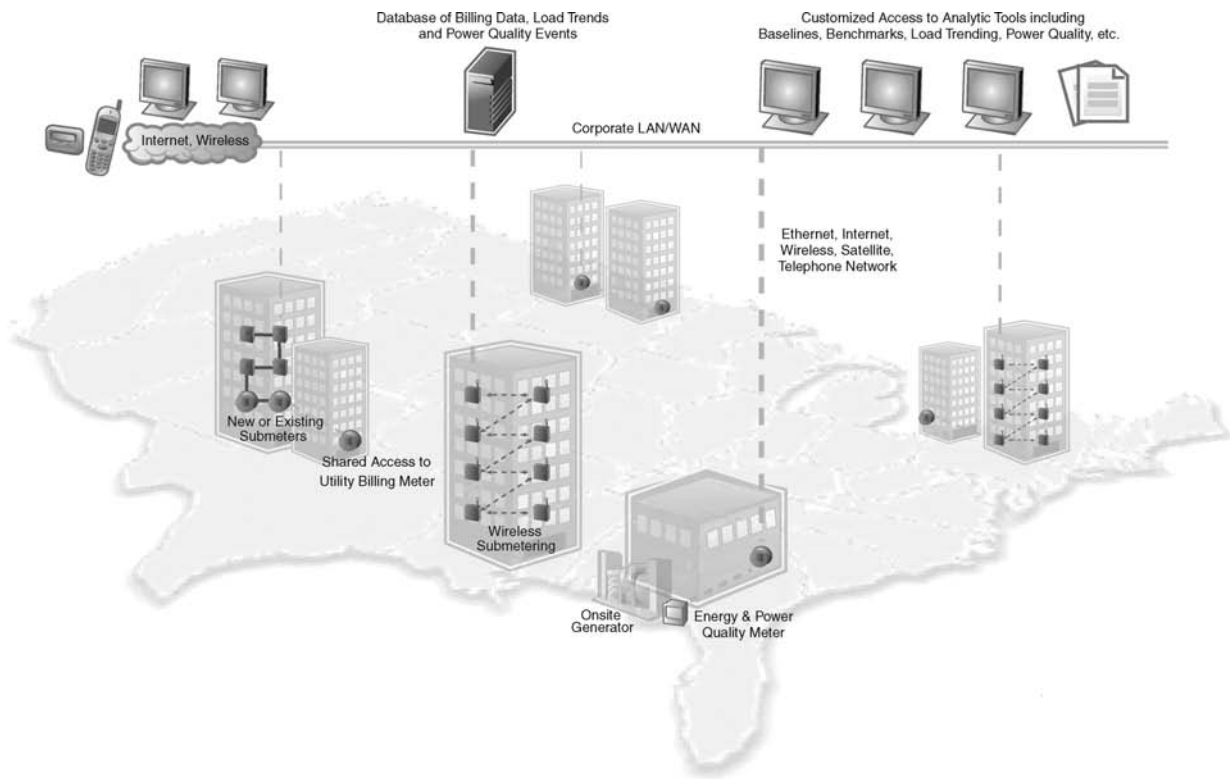 Database of Billing Data, Load Trends
and Power Quality Events
Customized Access to Analytic Tools including
Baselines, Benchmarks, Load Trending, Power Quality, etc.
Internet, Wireless
Corporate LAN/WAN
Ethernet, Internet,
Wireless, Satellite,
Telephone Network
New or Existing
Submeters
Shared Access to
Utility Billing Meter
Wireless
Submetering
Onsite
Generator
Energy & Power
Quality Meter